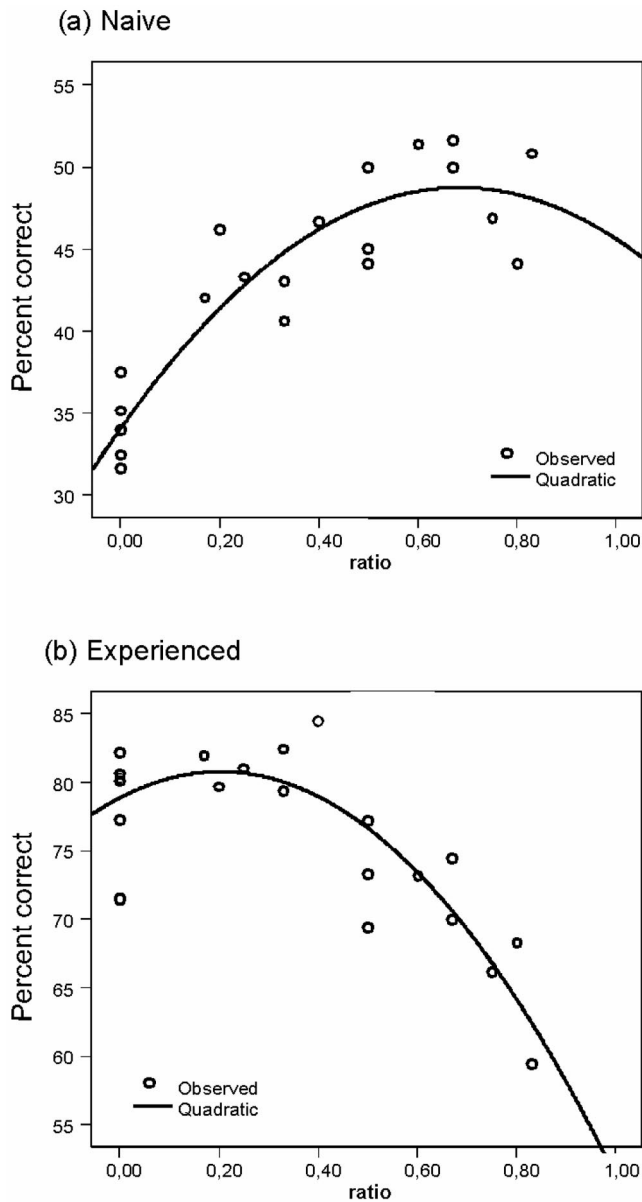 (a) Naive
55
50
45
40
35
30
Percent correct
Observed
Quadratic
0,00 0,20 0,40 0,60 0,80 1,00
ratio
(b) Experienced
85
80
75
70
65
60
55
Percent correct
Observed
Quadratic
0,00 0,20 0,40 0,60 0,80 1,00
ratio